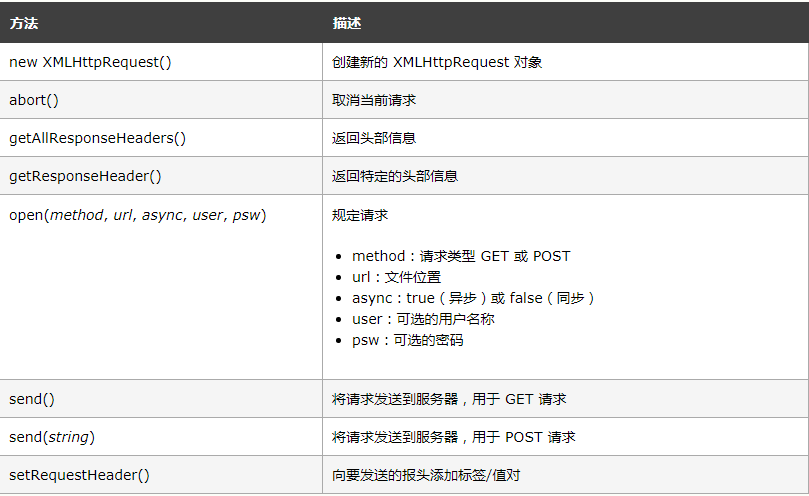 方法 描述
new XMLHttpRequest() 创建新的 XMLHttpRequest 对象
abort() 取消当前请求
getAllResponseHeaders() 返回头部信息
getResponseHeader() 返回特定的头部信息
open(method, url, async, user, psw) 规定请求
method：请求类型 GET 或 POST
url：文件位置
async：true（异步）或 false（同步）
user：可选的用户名称
psw：可选的密码
send() 将请求发送到服务器，用于 GET 请求
send(string) 将请求发送到服务器，用于 POST 请求
setRequestHeader() 向要发送的报头添加标签/值对